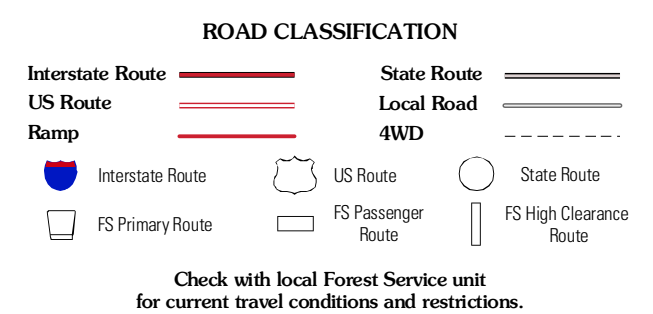 ROAD CLASSIFICATION
Interstate Route
State Route
US Route
Local Road
Ramp
4WD
Interstate Route
US Route
State Route
FS Primary Route
FS Passenger
Route
FS High Clearance
Route
Check with local Forest Service unit
for current travel conditions and restrictions.